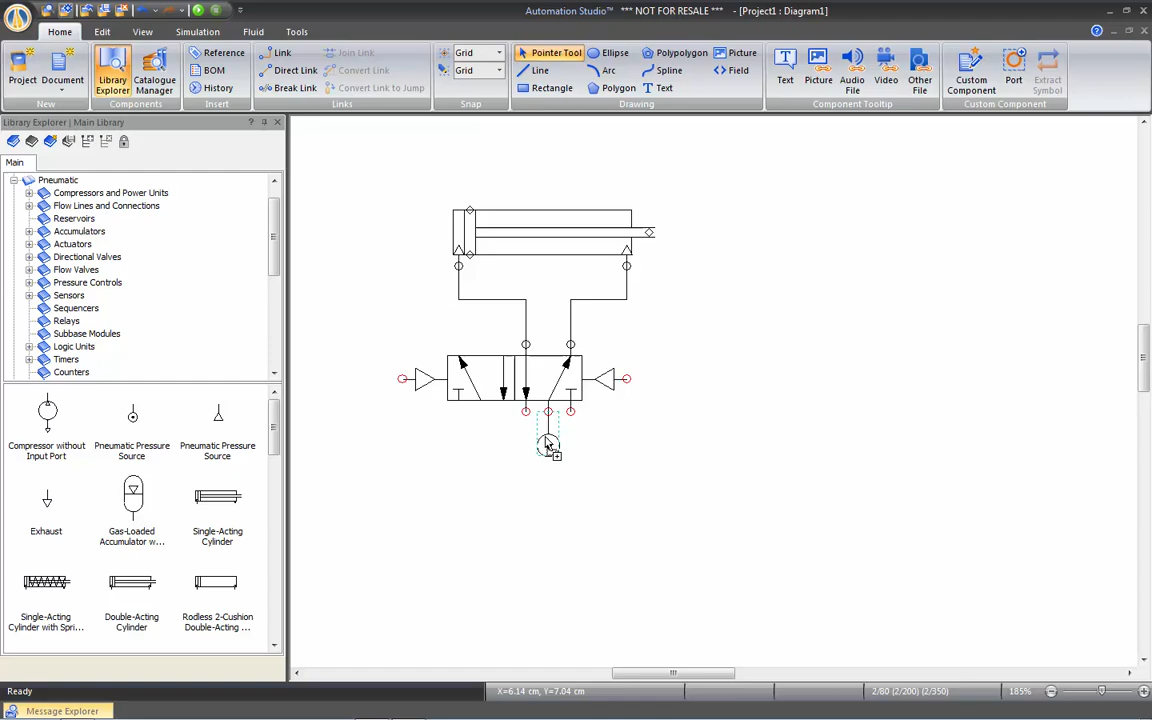 Automation Studio™ *** NOT FOR RESALE *** - [Project1 : Diagram1]
Home Edit View Simulation Fluid Tools
Project
Document
New
Library Explorer
Catalogue Manager
Components
Reference
BOM
History
Insert
Link
Direct Link
Break Link
Join Link
Convert Link
Convert Link to Jump
Links
Grid
Grid
Snap
Pointer Tool
Line
Rectangle
Ellipse
Arc
Polygon
Polypolygon
Spline
Text
Picture
Field
Drawing
Text
Picture
Audio File
Video
Other File
Component Tooltip
Custom Component
Port
Extract Symbol
Custom Component
Library Explorer | Main Library
Main
Pneumatic
Compressors and Power Units
Flow Lines and Connections
Reservoirs
Accumulators
Actuators
Directional Valves
Flow Valves
Pressure Controls
Sensors
Sequencers
Relays
Subbase Modules
Logic Units
Timers
Counters
Compressor without Input Port
Pneumatic Pressure Source
Pneumatic Pressure Source
Exhaust
Gas-Loaded Accumulator w...
Single-Acting Cylinder
Single-Acting Cylinder with Spri...
Double-Acting Cylinder
Rodless 2-Cushion Double-Acting ...
Ready
X=6.14 cm, Y=7.04 cm
2/80 (2/200) (2/350)
185%
Message Explorer